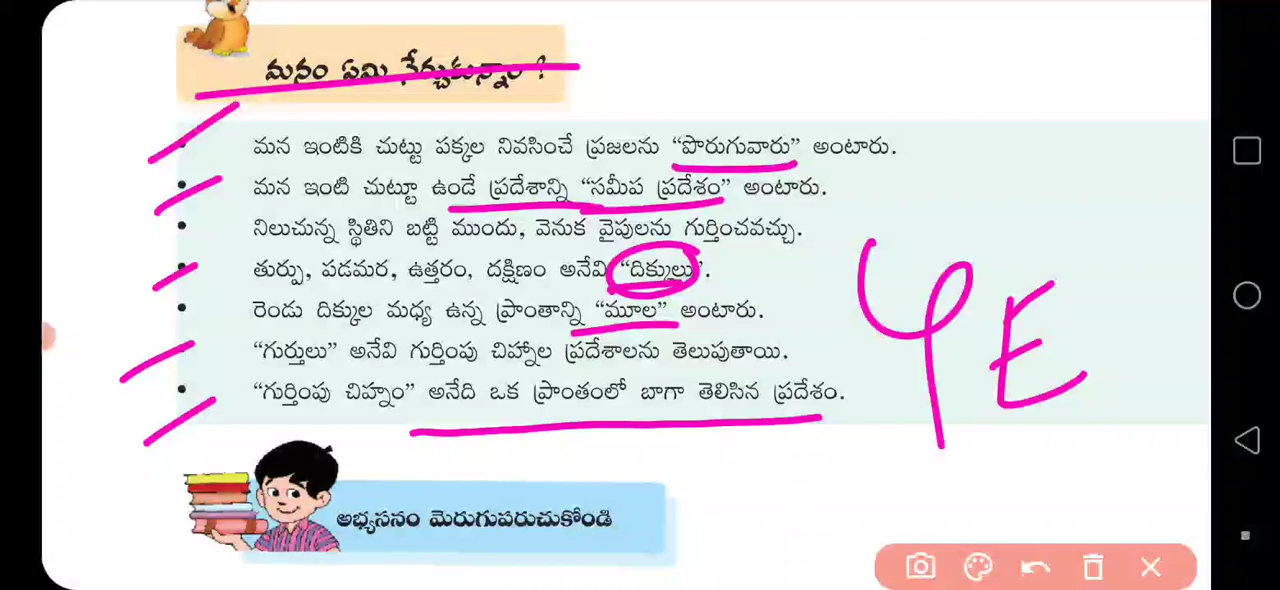 మనం ఏమి నేర్చుకున్నాం ?
• మన ఇంటికి చుట్టు పక్కల నివసించే ప్రజలను “పొరుగువారు” అంటారు.
• మన ఇంటి చుట్టూ ఉండే ప్రదేశాన్ని “సమీప ప్రదేశం” అంటారు.
• నిలుచున్న స్థితిని బట్టి ముందు, వెనుక వైపులను గుర్తించవచ్చు.
• తుర్పు, పడమర, ఉత్తరం, దక్షిణం అనేవి “దిక్కులు”.
• రెండు దిక్కుల మధ్య ఉన్న ప్రాంతాన్ని “మూల” అంటారు.
• “గుర్తులు” అనేవి గుర్తింపు చిహ్నాల ప్రదేశాలను తెలుపుతాయి.
• “గుర్తింపు చిహ్నం” అనేది ఒక ప్రాంతంలో బాగా తెలిసిన ప్రదేశం.
అభ్యసనం మెరుగుపరుచుకోండి